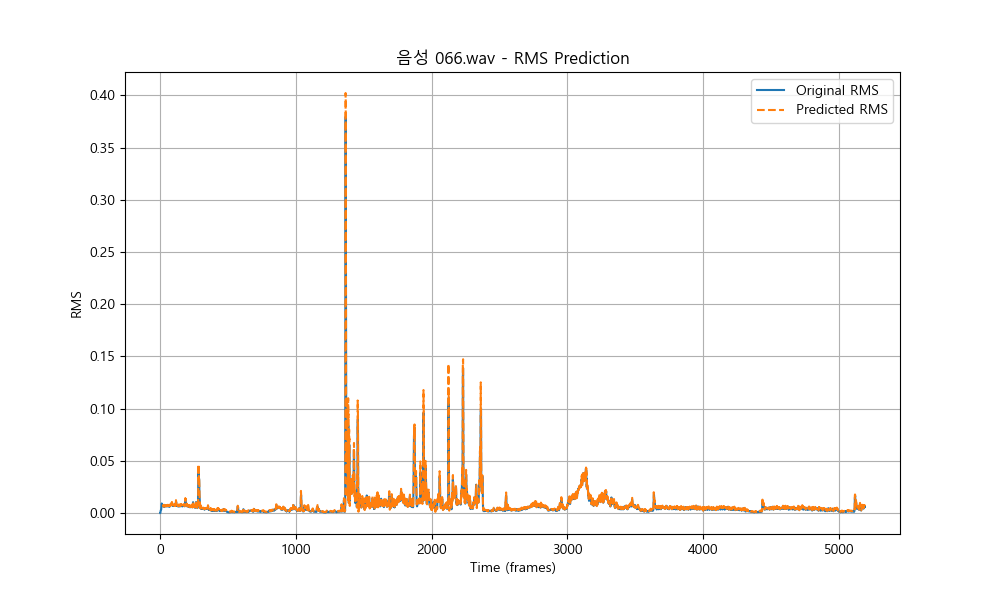 음성 066.wav - RMS Prediction
Original RMS
Predicted RMS
RMS
0.40
0.35
0.30
0.25
0.20
0.15
0.10
0.05
0.00
0 1000 2000 3000 4000 5000
Time (frames)